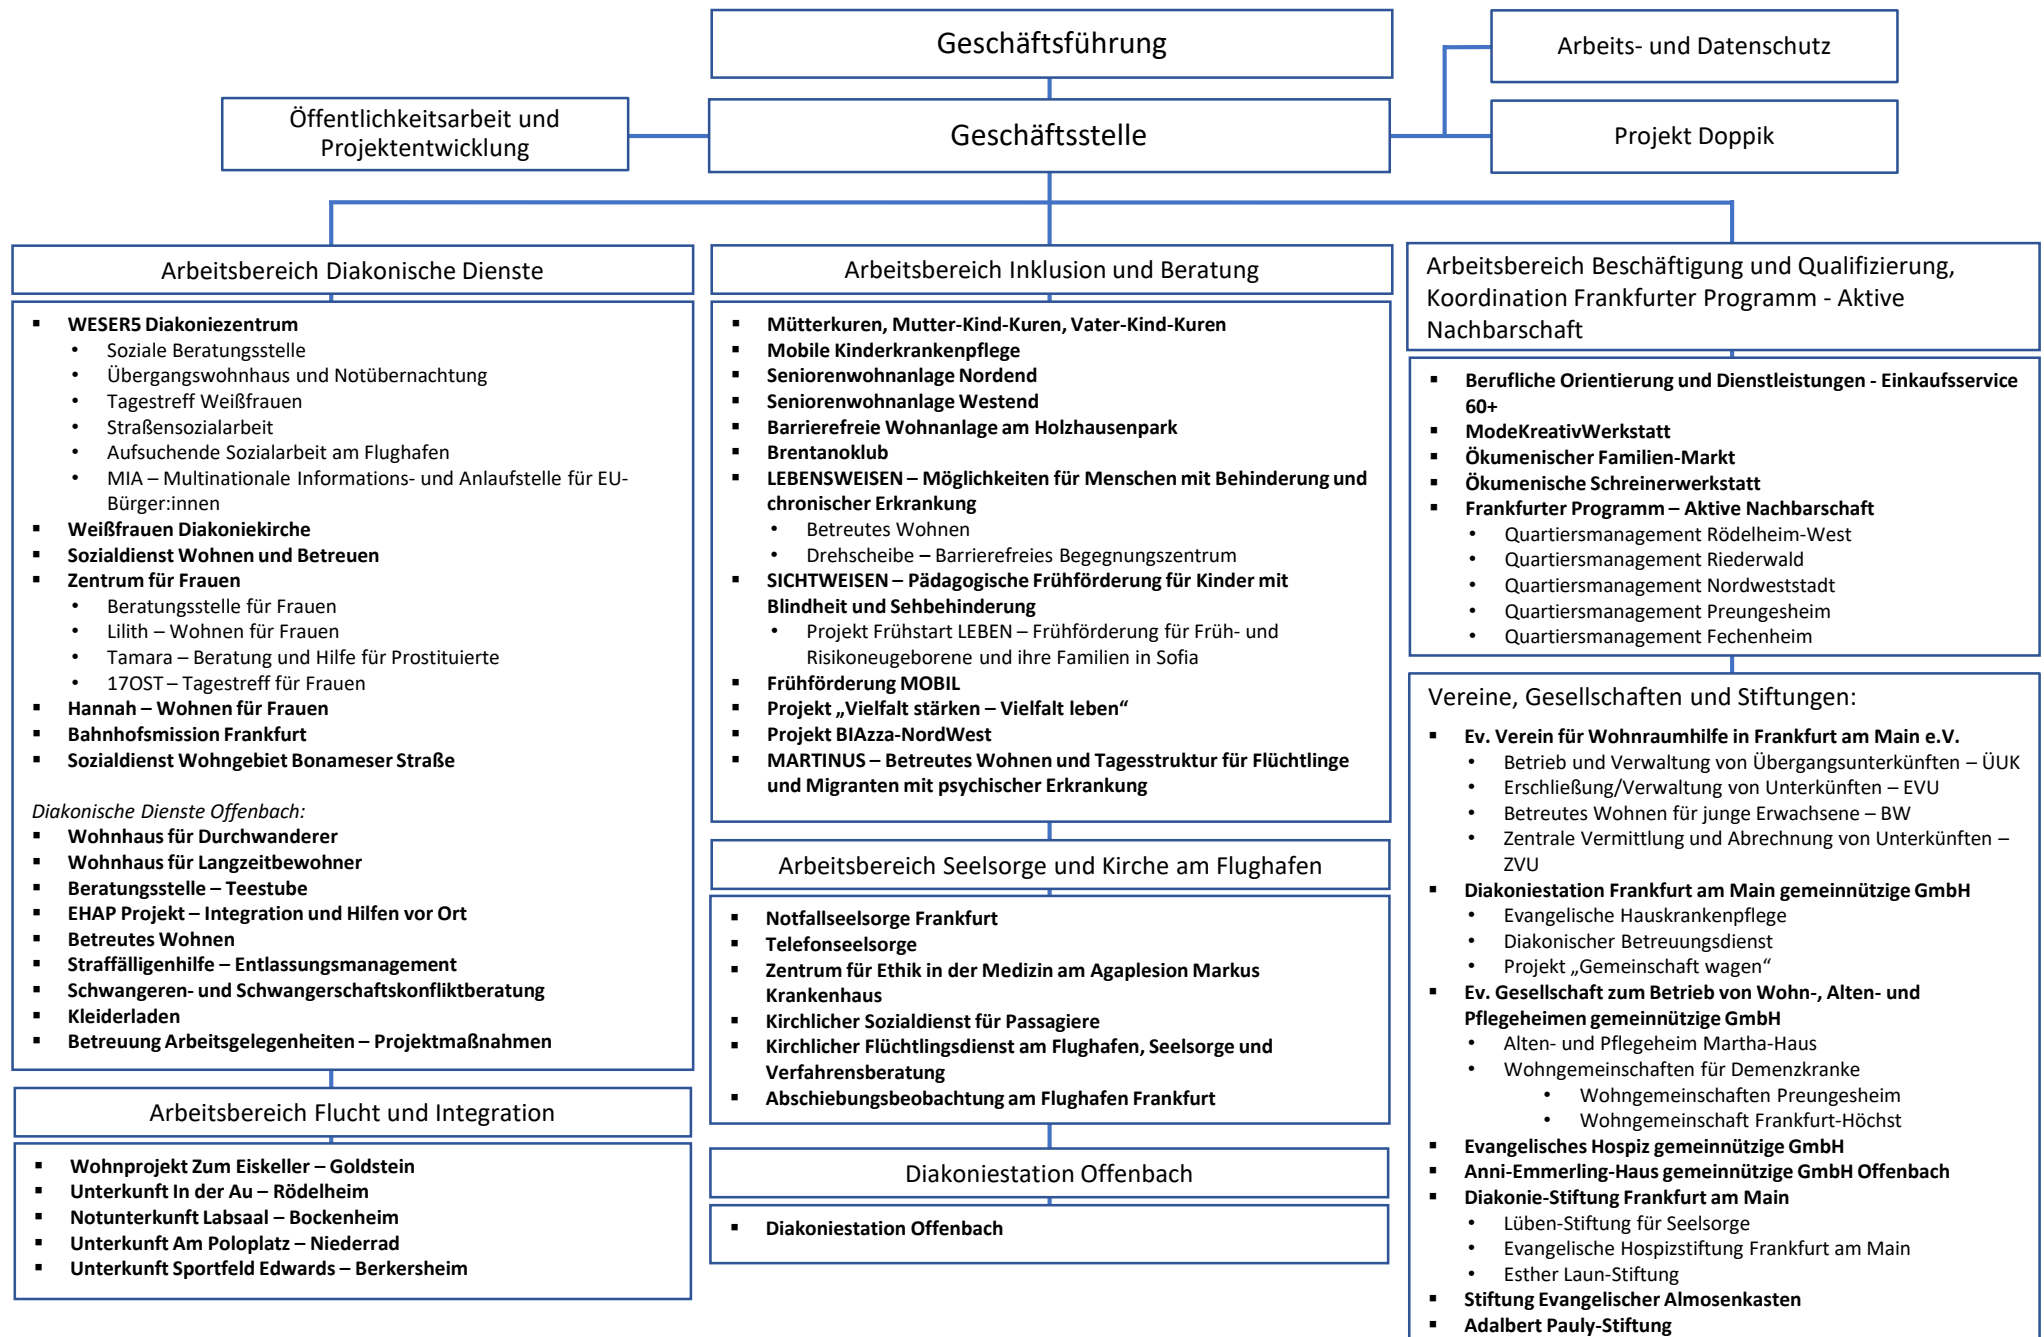 Geschäftsführung
Arbeits- und Datenschutz
Öffentlichkeitsarbeit und
Projektentwicklung
Geschäftsstelle
Projekt Doppik
Arbeitsbereich Diakonische Dienste
▪ WESER5 Diakoniezentrum
• Soziale Beratungsstelle
• Übergangswohnhaus und Notübernachtung
• Tagestreff Weißfrauen
• Straßensozialarbeit
• Aufsuchende Sozialarbeit am Flughafen
• MIA – Multinationale Informations- und Anlaufstelle für EU-
Bürger:innen
▪ Weißfrauen Diakoniekirche
▪ Sozialdienst Wohnen und Betreuen
▪ Zentrum für Frauen
• Beratungsstelle für Frauen
• Lilith – Wohnen für Frauen
• Tamara – Beratung und Hilfe für Prostituierte
• 17OST – Tagestreff für Frauen
▪ Hannah – Wohnen für Frauen
▪ Bahnhofsmission Frankfurt
▪ Sozialdienst Wohngebiet Bonameser Straße
Diakonische Dienste Offenbach:
▪ Wohnhaus für Durchwanderer
▪ Wohnhaus für Langzeitbewohner
▪ Beratungsstelle – Teestube
▪ EHAP Projekt – Integration und Hilfen vor Ort
▪ Betreutes Wohnen
▪ Straffälligenhilfe – Entlassungsmanagement
▪ Schwangeren- und Schwangerschaftskonfliktberatung
▪ Kleiderladen
▪ Betreuung Arbeitsgelegenheiten – Projektmaßnahmen
Arbeitsbereich Flucht und Integration
▪ Wohnprojekt Zum Eiskeller – Goldstein
▪ Unterkunft In der Au – Rödelheim
▪ Notunterkunft Labsaal – Bockenheim
▪ Unterkunft Am Poloplatz – Niederrad
▪ Unterkunft Sportfeld Edwards – Berkersheim
Arbeitsbereich Inklusion und Beratung
▪ Mütterkuren, Mutter-Kind-Kuren, Vater-Kind-Kuren
▪ Mobile Kinderkrankenpflege
▪ Seniorenwohnanlage Nordend
▪ Seniorenwohnanlage Westend
▪ Barrierefreie Wohnanlage am Holzhausenpark
▪ Brentanoklub
▪ LEBENSWEISEN – Möglichkeiten für Menschen mit Behinderung und
chronischer Erkrankung
• Betreutes Wohnen
• Drehscheibe – Barrierefreies Begegnungszentrum
▪ SICHTWEISEN – Pädagogische Frühförderung für Kinder mit
Blindheit und Sehbehinderung
• Projekt Frühstart LEBEN – Frühförderung für Früh- und
Risikoneugeborene und ihre Familien in Sofia
▪ Frühförderung MOBIL
▪ Projekt „Vielfalt stärken – Vielfalt leben“
▪ Projekt BIAzza-NordWest
▪ MARTINUS – Betreutes Wohnen und Tagesstruktur für Flüchtlinge
und Migranten mit psychischer Erkrankung
Arbeitsbereich Seelsorge und Kirche am Flughafen
▪ Notfallseelsorge Frankfurt
▪ Telefonseelsorge
▪ Zentrum für Ethik in der Medizin am Agaplesion Markus
Krankenhaus
▪ Kirchlicher Sozialdienst für Passagiere
▪ Kirchlicher Flüchtlingsdienst am Flughafen, Seelsorge und
Verfahrensberatung
▪ Abschiebungsbeobachtung am Flughafen Frankfurt
Diakoniestation Offenbach
▪ Diakoniestation Offenbach
Arbeitsbereich Beschäftigung und Qualifizierung,
Koordination Frankfurter Programm - Aktive
Nachbarschaft
▪ Berufliche Orientierung und Dienstleistungen - Einkaufsservice
60+
▪ ModeKreativWerkstatt
▪ Ökumenischer Familien-Markt
▪ Ökumenische Schreinerwerkstatt
▪ Frankfurter Programm – Aktive Nachbarschaft
• Quartiersmanagement Rödelheim-West
• Quartiersmanagement Riederwald
• Quartiersmanagement Nordweststadt
• Quartiersmanagement Preungesheim
• Quartiersmanagement Fechenheim
Vereine, Gesellschaften und Stiftungen:
▪ Ev. Verein für Wohnraumhilfe in Frankfurt am Main e.V.
• Betrieb und Verwaltung von Übergangsunterkünften – ÜUK
• Erschließung/Verwaltung von Unterkünften – EVU
• Betreutes Wohnen für junge Erwachsene – BW
• Zentrale Vermittlung und Abrechnung von Unterkünften –
ZVU
▪ Diakoniestation Frankfurt am Main gemeinnützige GmbH
• Evangelische Hauskrankenpflege
• Diakonischer Betreuungsdienst
• Projekt „Gemeinschaft wagen“
▪ Ev. Gesellschaft zum Betrieb von Wohn-, Alten- und
Pflegeheimen gemeinnützige GmbH
• Alten- und Pflegeheim Martha-Haus
• Wohngemeinschaften für Demenzkranke
• Wohngemeinschaften Preungesheim
• Wohngemeinschaft Frankfurt-Höchst
▪ Evangelisches Hospiz gemeinnützige GmbH
▪ Anni-Emmerling-Haus gemeinnützige GmbH Offenbach
▪ Diakonie-Stiftung Frankfurt am Main
• Lüben-Stiftung für Seelsorge
• Evangelische Hospizstiftung Frankfurt am Main
• Esther Laun-Stiftung
▪ Stiftung Evangelischer Almosenkasten
▪ Adalbert Pauly-Stiftung